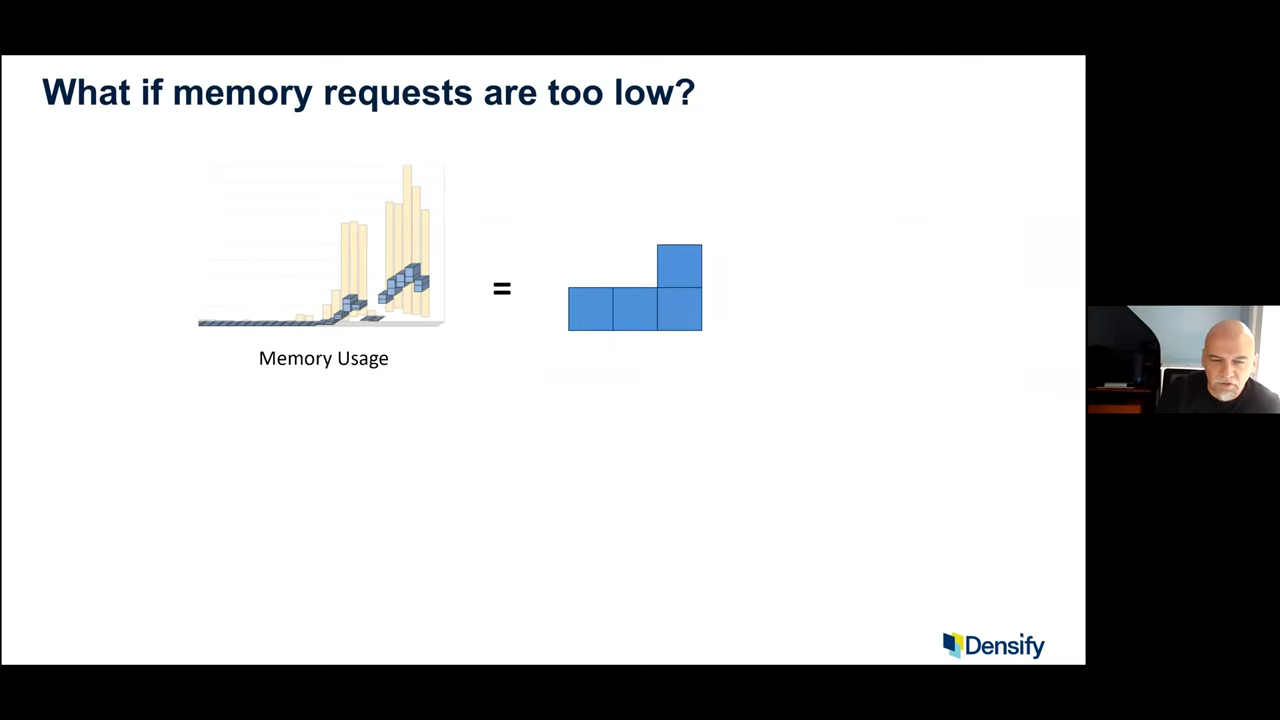 What if memory requests are too low?
=
Memory Usage
Densify